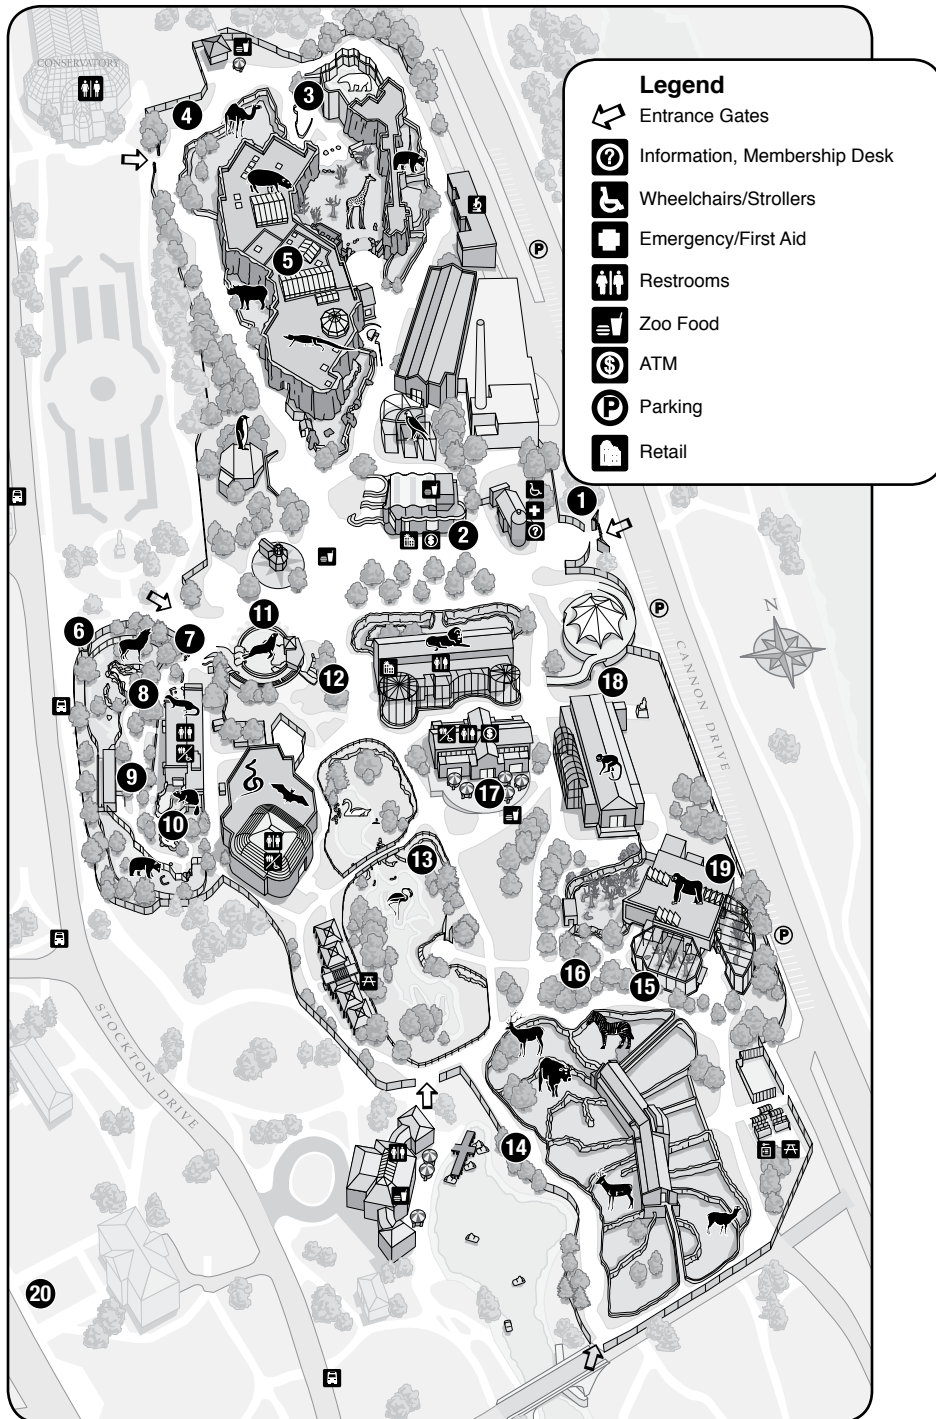 CONSERVATORY
Legend
Entrance Gates
? Information, Membership Desk
Wheelchairs/Strollers
Emergency/First Aid
Restrooms
Zoo Food
$ ATM
P Parking
Retail
3
4
5
P
1
2
$
?
P
N
CANNON DRIVE
6
7
11
12
8
18
9
$
17
10
13
19
P
16
15
STOCKTON DRIVE
14
20